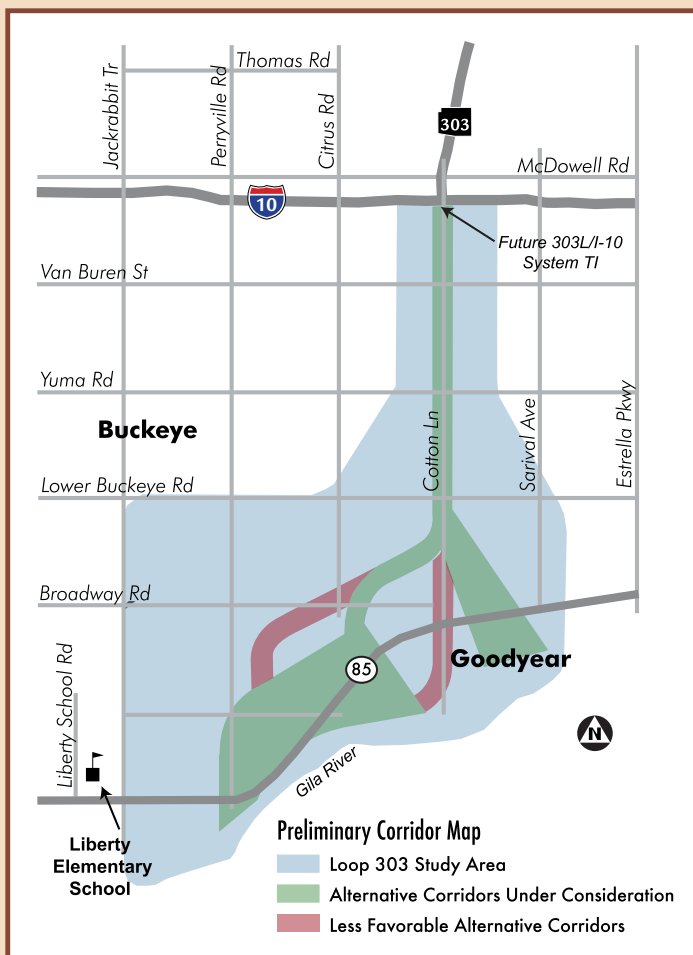 Thomas Rd
Jackrabbit Tr
Perryville Rd
Citrus Rd
303
McDowell Rd
10
Future 303L/I-10
System TI
Van Buren St
Yuma Rd
Buckeye
Cotton Ln
Sarival Ave
Estrella Pkwy
Lower Buckeye Rd
Broadway Rd
Goodyear
85
Liberty School Rd
N
Gila River
Liberty
Elementary
School
Preliminary Corridor Map
Loop 303 Study Area
Alternative Corridors Under Consideration
Less Favorable Alternative Corridors